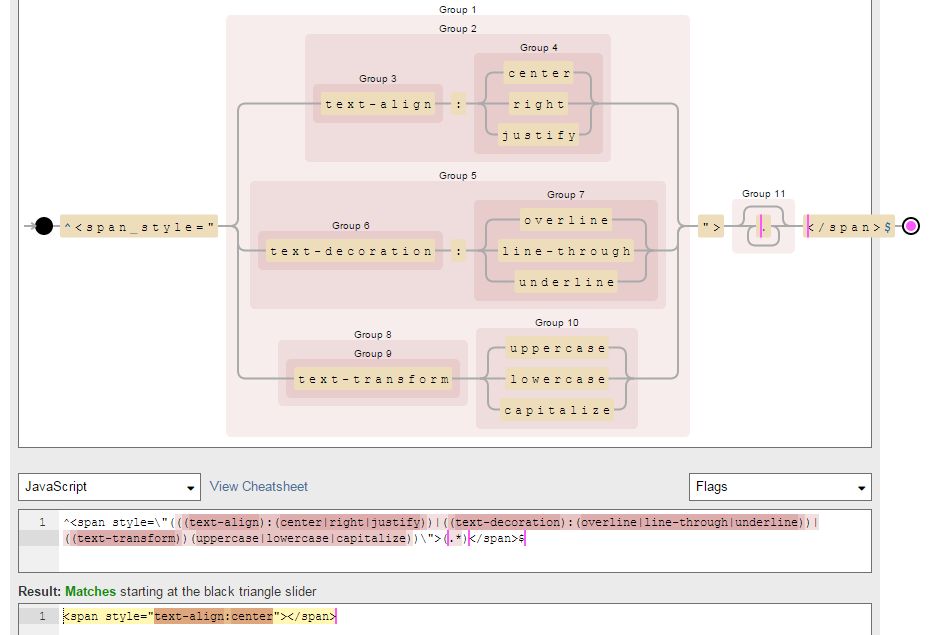 Group 1
Group 2
Group 4
Group 3
center
text-align : right
justify
Group 5
Group 7
Group 11
Group 6
overline
^<span_style=" text-decoration : line-through "> . </span>$
underline
Group 10
Group 8
Group 9
uppercase
text-transform lowercase
capitalize
JavaScript View Cheatsheet Flags
1 ^<span style=\"(((text-align):(center|right|justify))|((text-decoration):(overline|line-through|underline))|
((text-transform))(uppercase|lowercase|capitalize))\">(.*)</span>$
Result: Matches starting at the black triangle slider
1 <span style="text-align:center"></span>